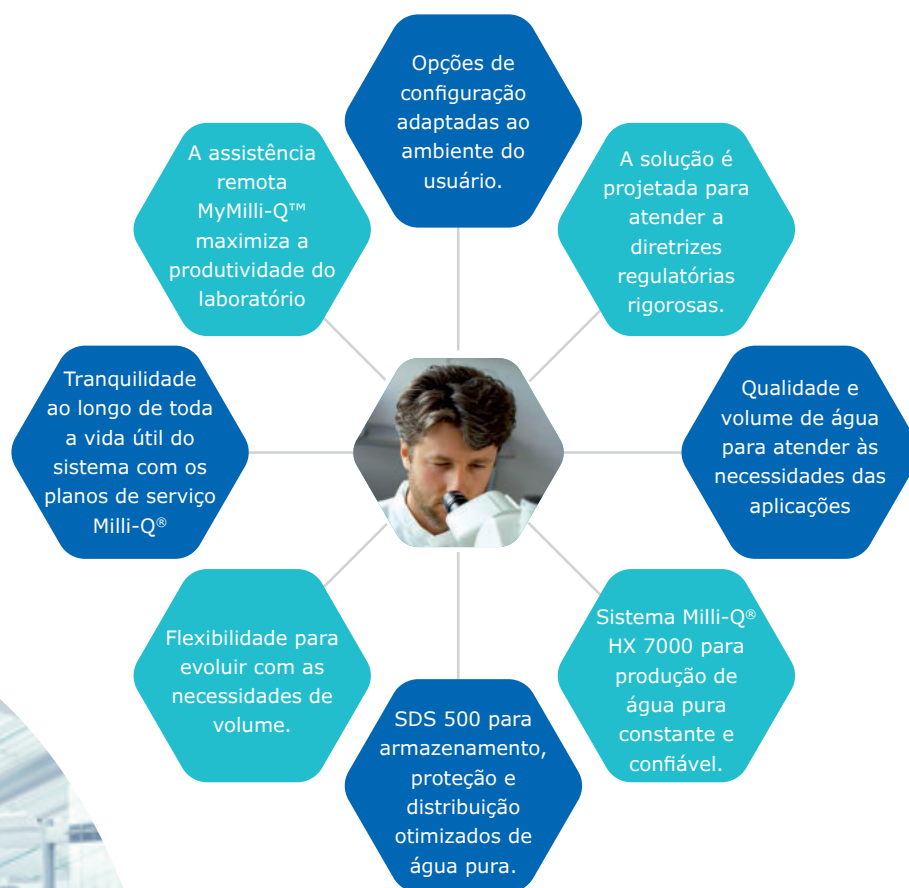 Opções de
configuração
adaptadas ao
ambiente do
usuário.
A solução é
projetada para
atender a
diretrizes
regulatórias
rigorosas.
Qualidade e
volume de água
para atender às
necessidades das
aplicações
Sistema Milli-Q®
HX 7000 para
produção de
água pura
constante e
confiável.
SDS 500 para
armazenamento,
proteção e
distribuição
otimizados de
água pura.
Flexibilidade para
evoluir com as
necessidades de
volume.
Tranquilidade
ao longo de toda
a vida útil do
sistema com os
planos de serviço
Milli-Q®
A assistência
remota
MyMilli-Q™
maximiza a
produtividade do
laboratório